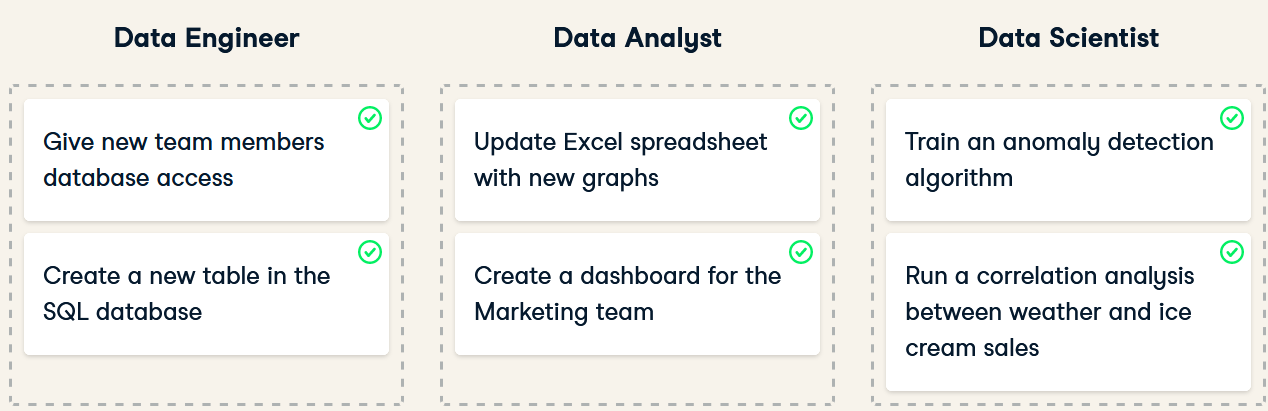 Data Engineer
Give new team members
database access
Create a new table in the
SQL database
Data Analyst
Update Excel spreadsheet
with new graphs
Create a dashboard for the
Marketing team
Data Scientist
Train an anomaly detection
algorithm
Run a correlation analysis
between weather and ice
cream sales